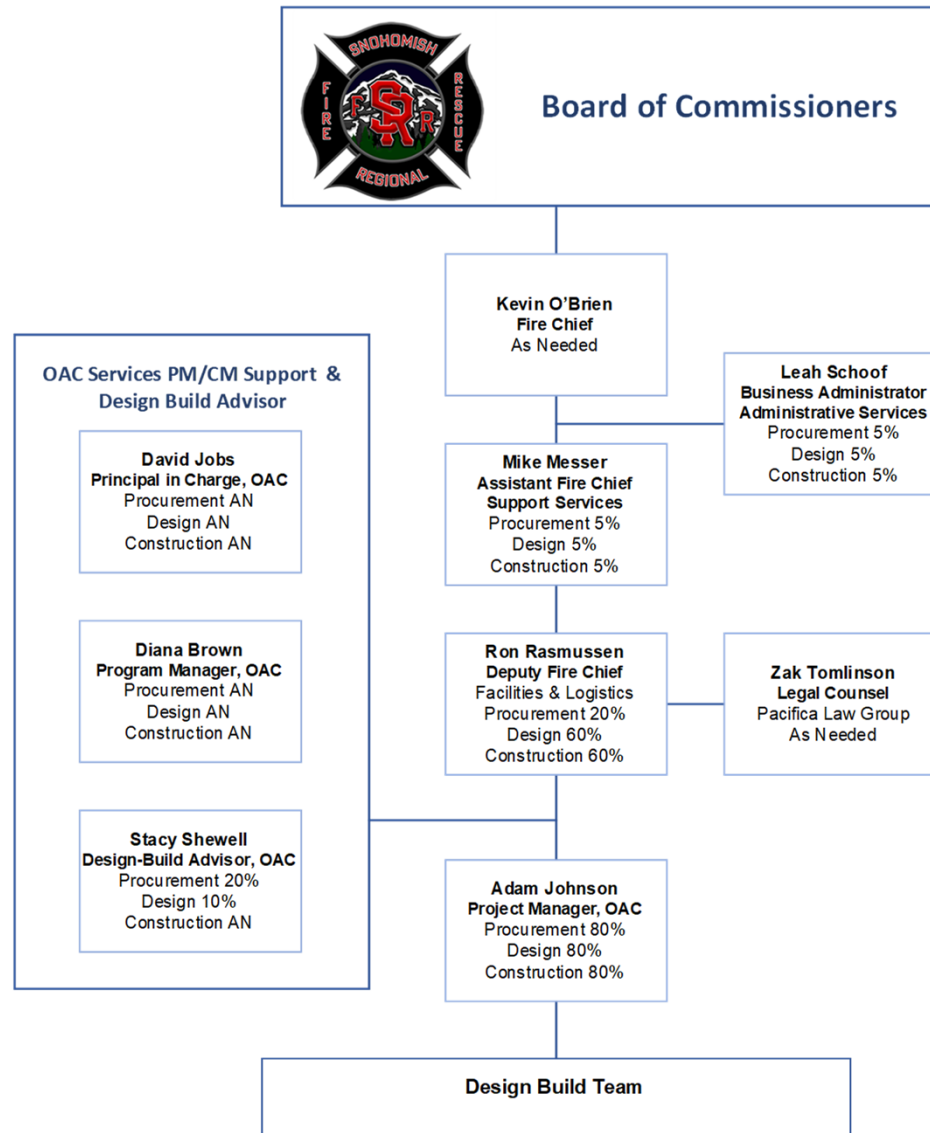 SNOHOMISH
FIRE
RESCUE
SR
F R
REGIONAL
Board of Commissioners
Kevin O’Brien
Fire Chief
As Needed
Leah Schoof
Business Administrator
Administrative Services
Procurement 5%
Design 5%
Construction 5%
Mike Messer
Assistant Fire Chief
Support Services
Procurement 5%
Design 5%
Construction 5%
Ron Rasmussen
Deputy Fire Chief
Facilities & Logistics
Procurement 20%
Design 60%
Construction 60%
Zak Tomlinson
Legal Counsel
Pacifica Law Group
As Needed
OAC Services PM/CM Support &
Design Build Advisor
David Jobs
Principal in Charge, OAC
Procurement AN
Design AN
Construction AN
Diana Brown
Program Manager, OAC
Procurement AN
Design AN
Construction AN
Stacy Shewell
Design-Build Advisor, OAC
Procurement 20%
Design 10%
Construction AN
Adam Johnson
Project Manager, OAC
Procurement 80%
Design 80%
Construction 80%
Design Build Team